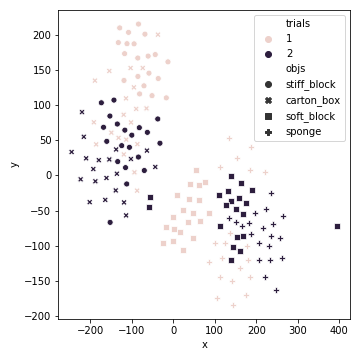 trials
1
2
objs
stiff_block
carton_box
soft_block
sponge
200
150
100
50
0
−50
−100
−150
−200
y
−200 −100 0 100 200 300 400
x